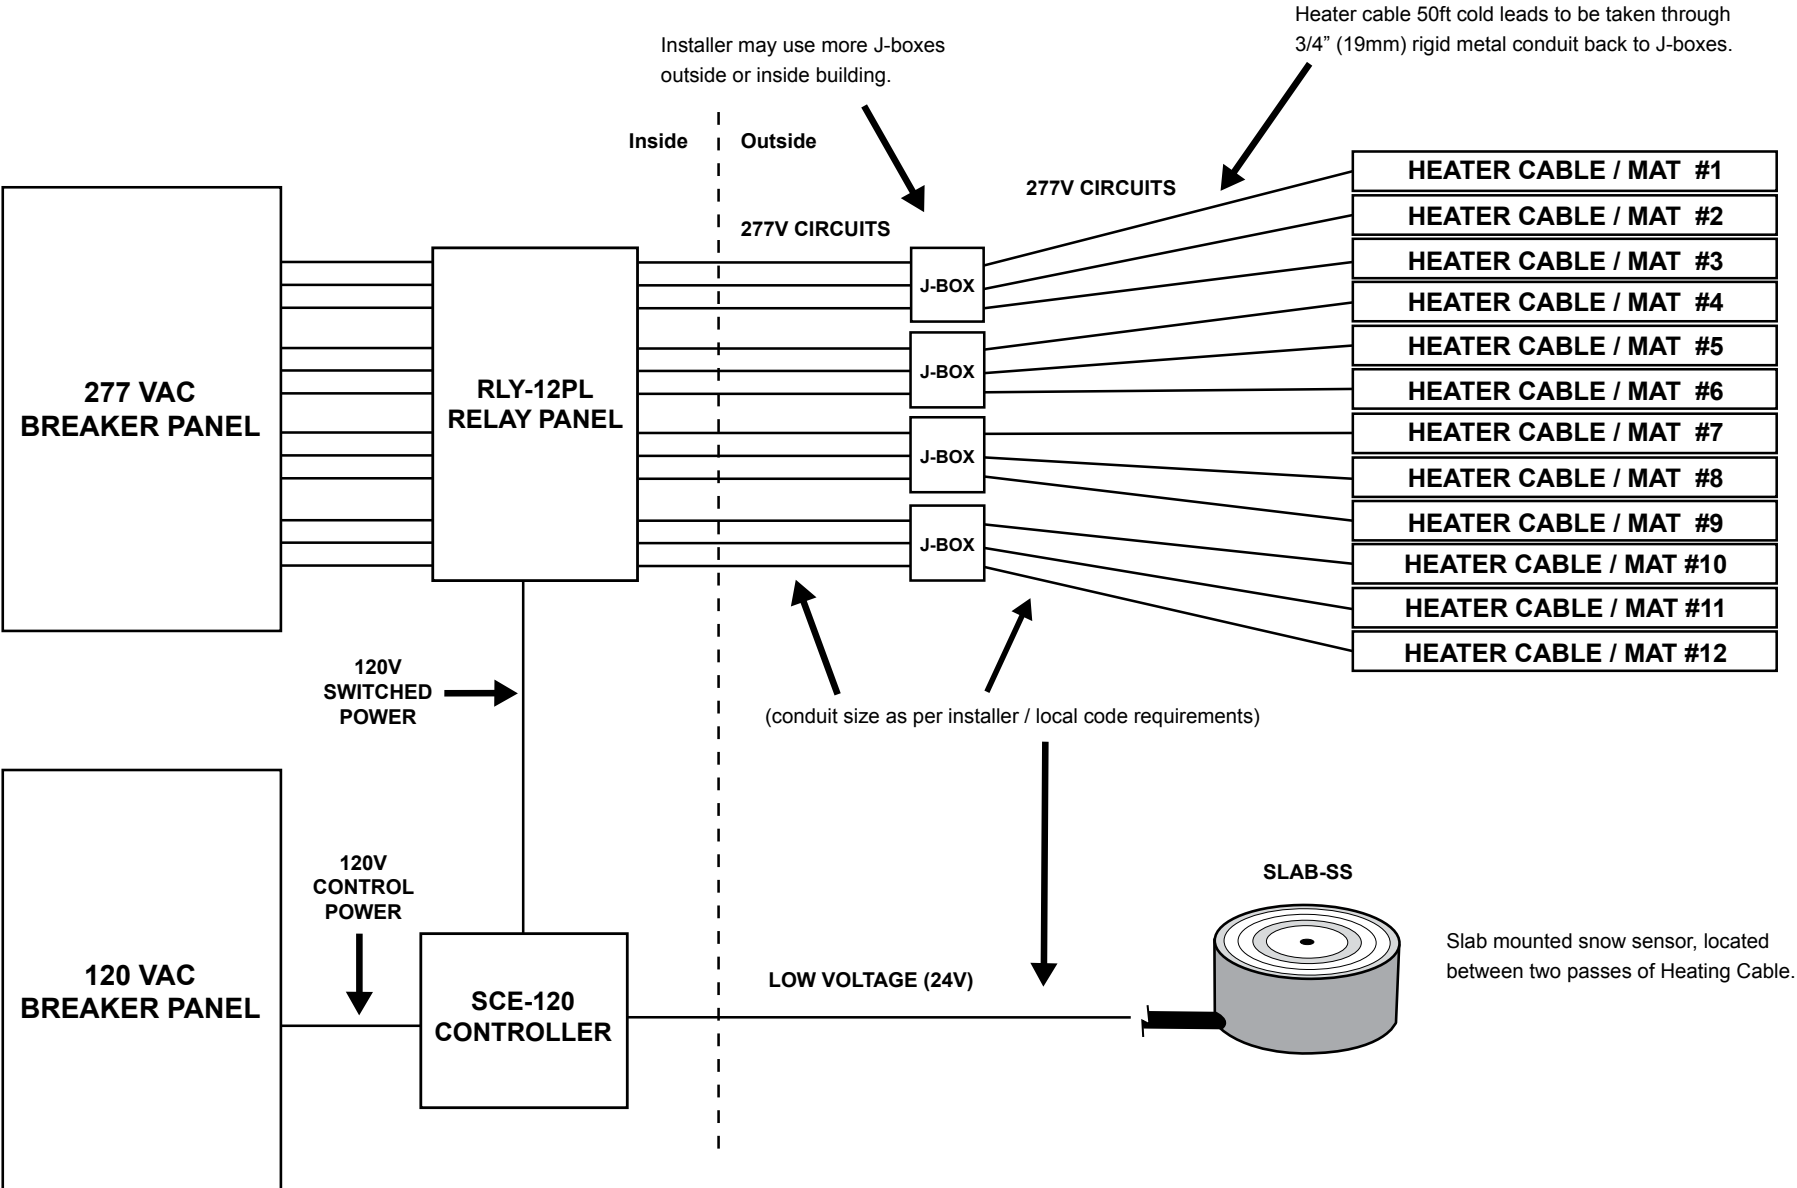 Heater cable 50ft cold leads to be taken through
3/4” (19mm) rigid metal conduit back to J-boxes.
Installer may use more J-boxes
outside or inside building.
Inside
Outside
277V CIRCUITS
277V CIRCUITS
HEATER CABLE / MAT #1
HEATER CABLE / MAT #2
HEATER CABLE / MAT #3
HEATER CABLE / MAT #4
HEATER CABLE / MAT #5
HEATER CABLE / MAT #6
HEATER CABLE / MAT #7
HEATER CABLE / MAT #8
HEATER CABLE / MAT #9
HEATER CABLE / MAT #10
HEATER CABLE / MAT #11
HEATER CABLE / MAT #12
J-BOX
J-BOX
J-BOX
J-BOX
277 VAC
BREAKER PANEL
RLY-12PL
RELAY PANEL
120V
SWITCHED
POWER
(conduit size as per installer / local code requirements)
120V
CONTROL
POWER
120 VAC
BREAKER PANEL
SCE-120
CONTROLLER
LOW VOLTAGE (24V)
SLAB-SS
Slab mounted snow sensor, located
between two passes of Heating Cable.